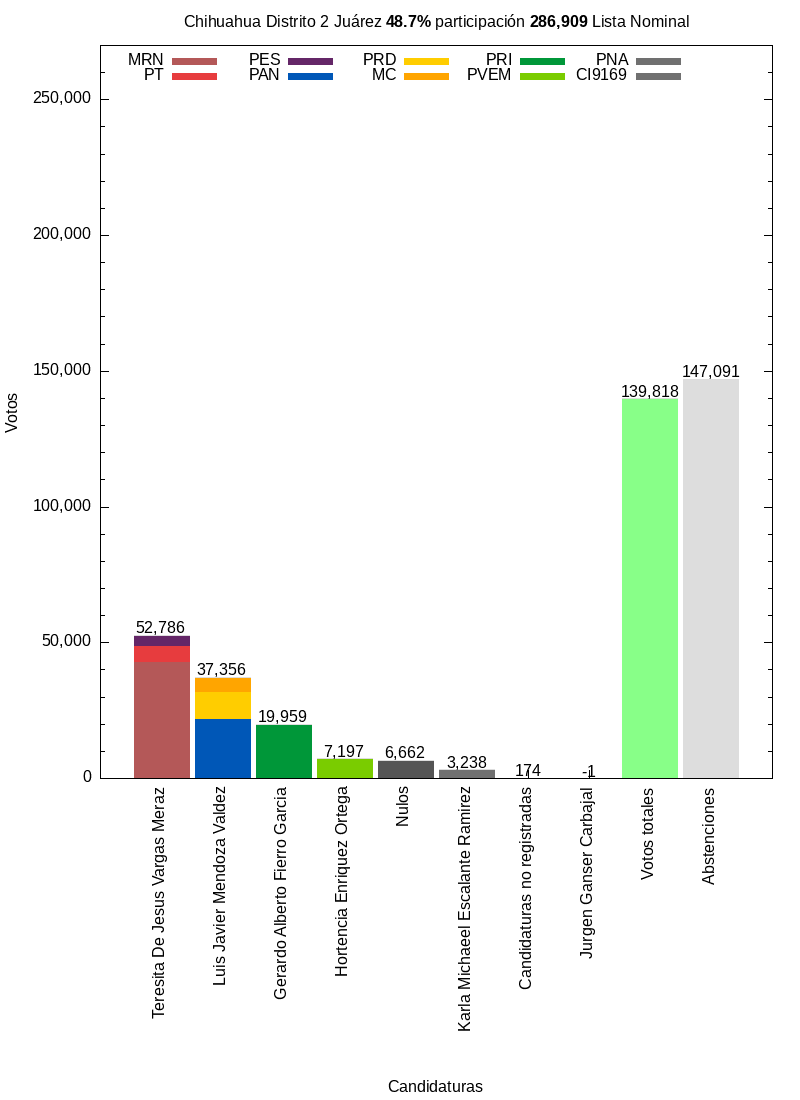 Chihuahua Distrito 2 Juárez 48.7% participación 286,909 Lista Nominal
MRN PES PRD PRI PNA
PT PAN MC PVEM CI9169
250,000
200,000
150,000
100,000
50,000
0
Votos
52,786
37,356
19,959
7,197
6,662
3,238
174
-1
139,818
147,091
Teresita De Jesus Vargas Meraz
Luis Javier Mendoza Valdez
Gerardo Alberto Fierro Garcia
Hortencia Enriquez Ortega
Nulos
Karla Michaeel Escalante Ramirez
Candidaturas no registradas
Jurgen Ganser Carbajal
Votos totales
Abstenciones
Candidaturas